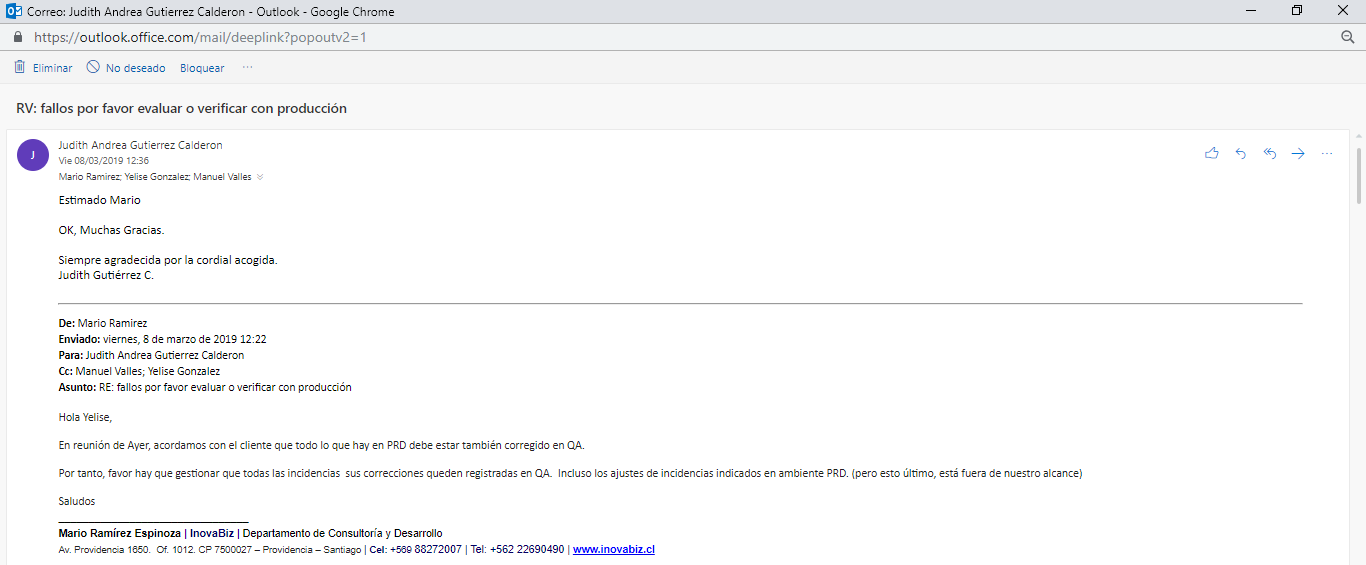 Correo: Judith Andrea Gutierrez Calderon - Outlook - Google Chrome
https://outlook.office.com/mail/deeplink?popoutv2=1
Eliminar No deseado Bloquear ...
RV: fallos por favor evaluar o verificar con producción
J
Judith Andrea Gutierrez Calderon
Vie 08/03/2019 12:36
Mario Ramirez; Yelise Gonzalez; Manuel Valles
Estimado Mario
OK, Muchas Gracias.
Siempre agradecida por la cordial acogida.
Judith Gutiérrez C.
De: Mario Ramirez
Enviado: viernes, 8 de marzo de 2019 12:22
Para: Judith Andrea Gutierrez Calderon
Cc: Manuel Valles; Yelise Gonzalez
Asunto: RE: fallos por favor evaluar o verificar con producción
Hola Yelise,
En reunión de Ayer, acordamos con el cliente que todo lo que hay en PRD debe estar también corregido en QA.
Por tanto, favor hay que gestionar que todas las incidencias  sus correcciones queden registradas en QA.  Incluso los ajustes de incidencias indicados en ambiente PRD. (pero esto último, está fuera de nuestro alcance)
Saludos
Mario Ramírez Espinoza | InovaBiz | Departamento de Consultoría y Desarrollo
Av. Providencia 1650.  Of. 1012. CP 7500027 – Providencia – Santiago | Cel: +569 88272007 | Tel: +562 22690490 | www.inovabiz.cl